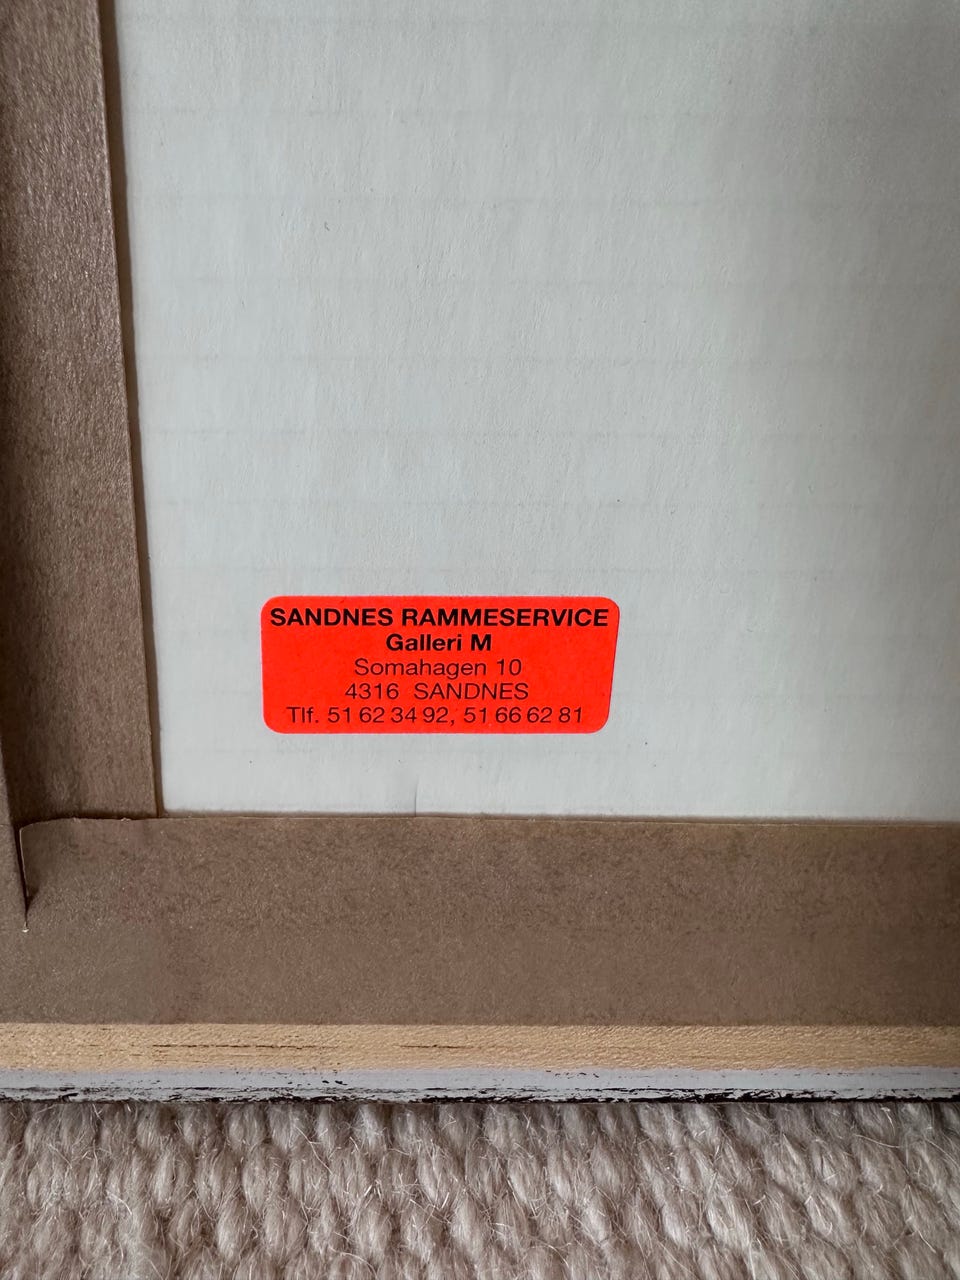 SANDNES RAMMESERVICE
Galleri M
Somahagen 10
4316 SANDNES
Tlf. 51 62 34 92, 51 66 62 81